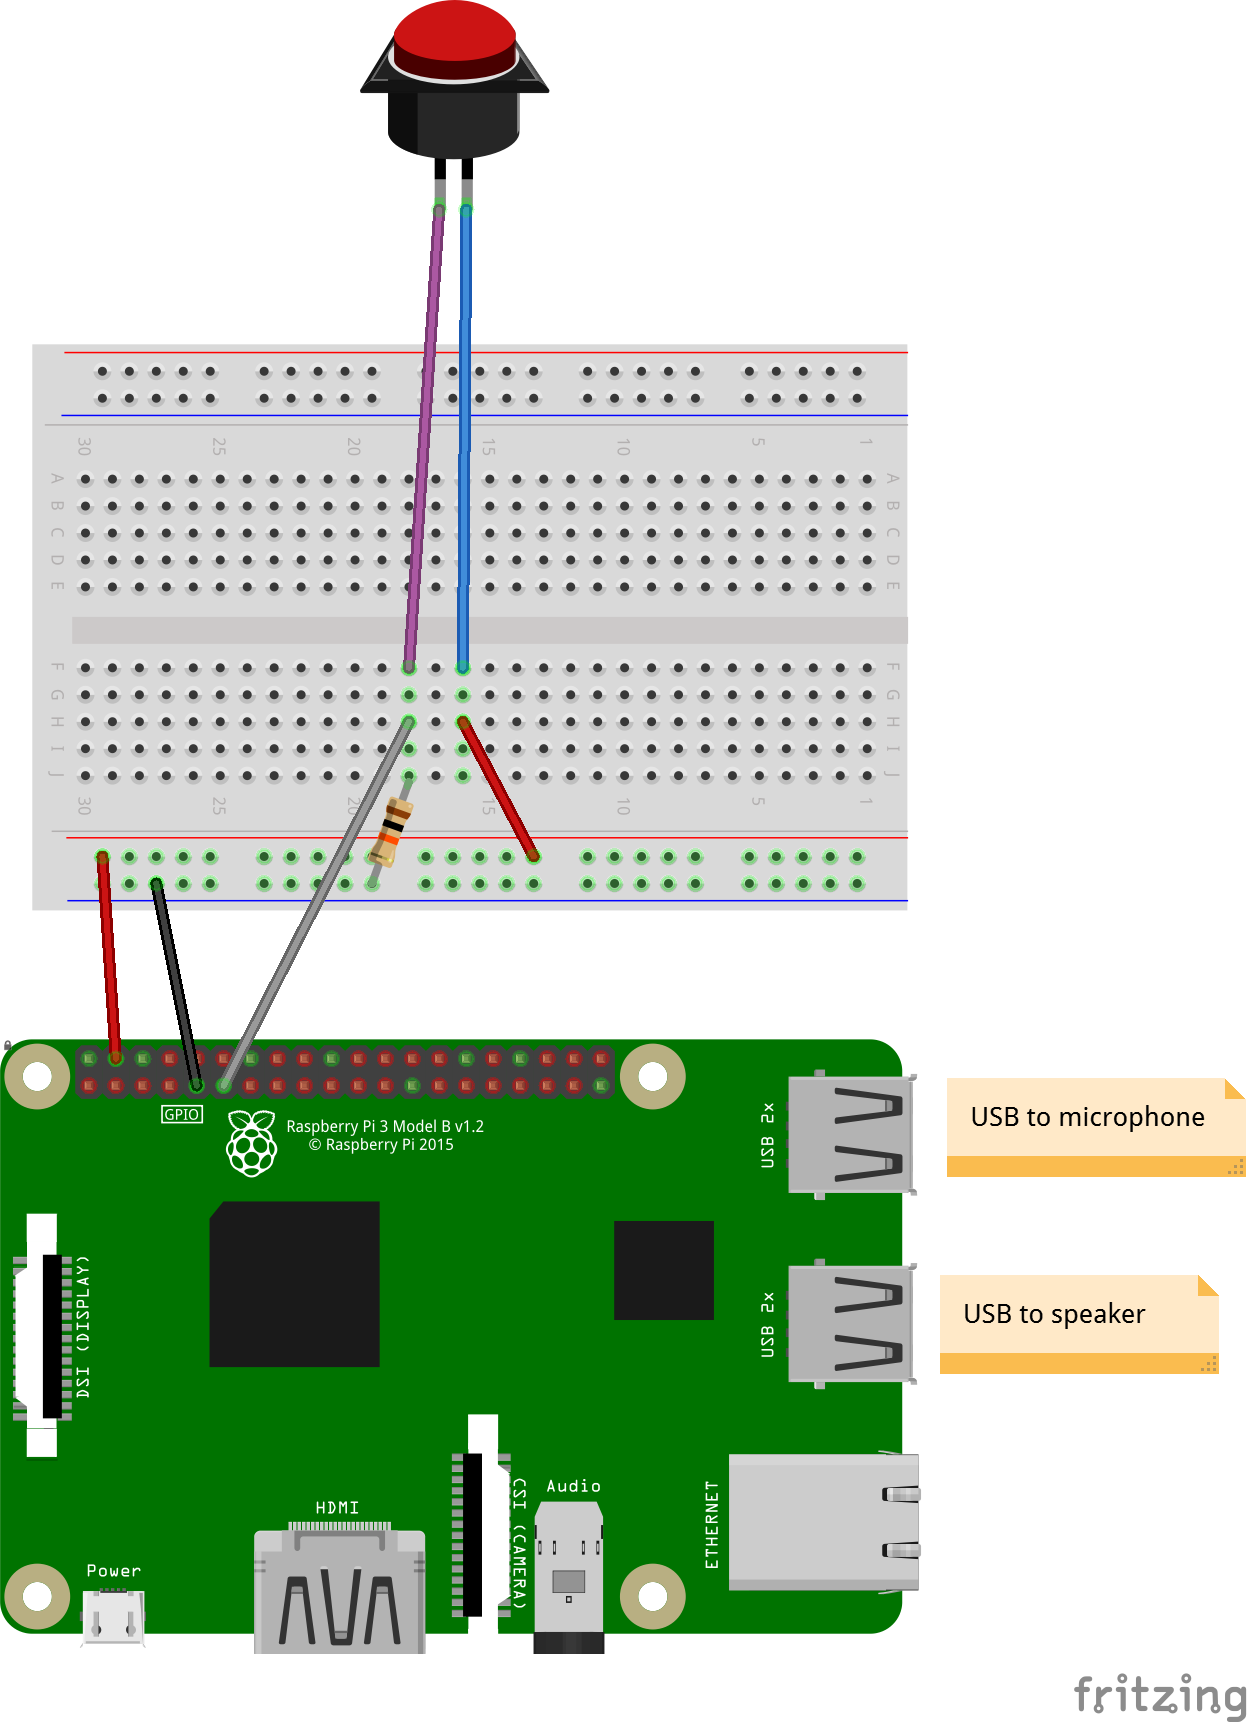 30 25 20 15 10 5 1
A A
B B
C C
D D
E E
F F
G G
H H
I I
J J
30 25 20 15 10 5 1
GPIO
Raspberry Pi 3 Model B v1.2
© Raspberry Pi 2015
USB 2x
USB to microphone
DSI (DISPLAY)
USB 2x
USB to speaker
HDMI
CSI (CAMERA)
Audio
ETHERNET
Power
fritzing